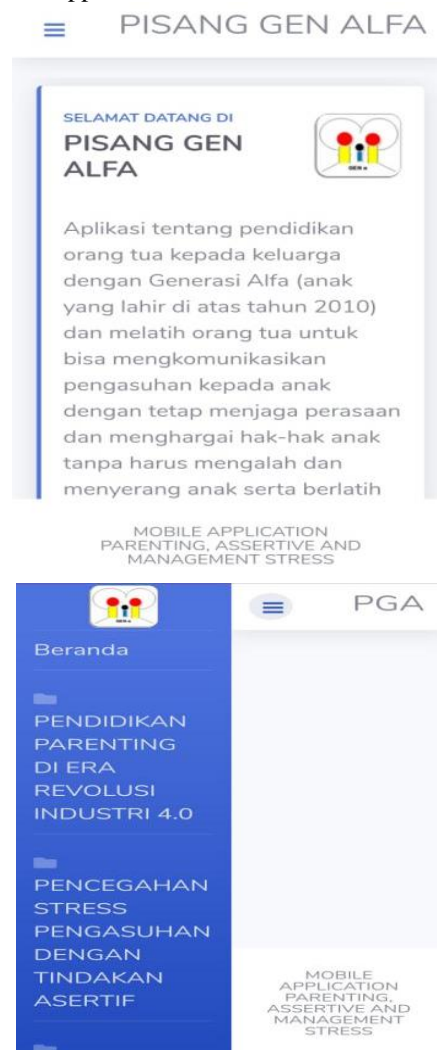 PISANG GEN ALFA
SELAMAT DATANG DI
PISANG GEN
ALFA
GEN α
Aplikasi tentang pendidikan
orang tua kepada keluarga
dengan Generasi Alfa (anak
yang lahir di atas tahun 2010)
dan melatih orang tua untuk
bisa mengkomunikasikan
pengasuhan kepada anak
dengan tetap menjaga perasaan
dan menghargai hak-hak anak
tanpa harus mengalah dan
menyerang anak serta berlatih
MOBILE APPLICATION
PARENTING, ASSERTIVE AND
MANAGEMENT STRESS
PGA
Beranda
PENDIDIKAN
PARENTING
DI ERA
REVOLUSI
INDUSTRI 4.0
PENCEGAHAN
STRESS
PENGASUHAN
DENGAN
TINDAKAN
ASERTIF
MOBILE
APPLICATION
PARENTING,
ASSERTIVE AND
MANAGEMENT
STRESS